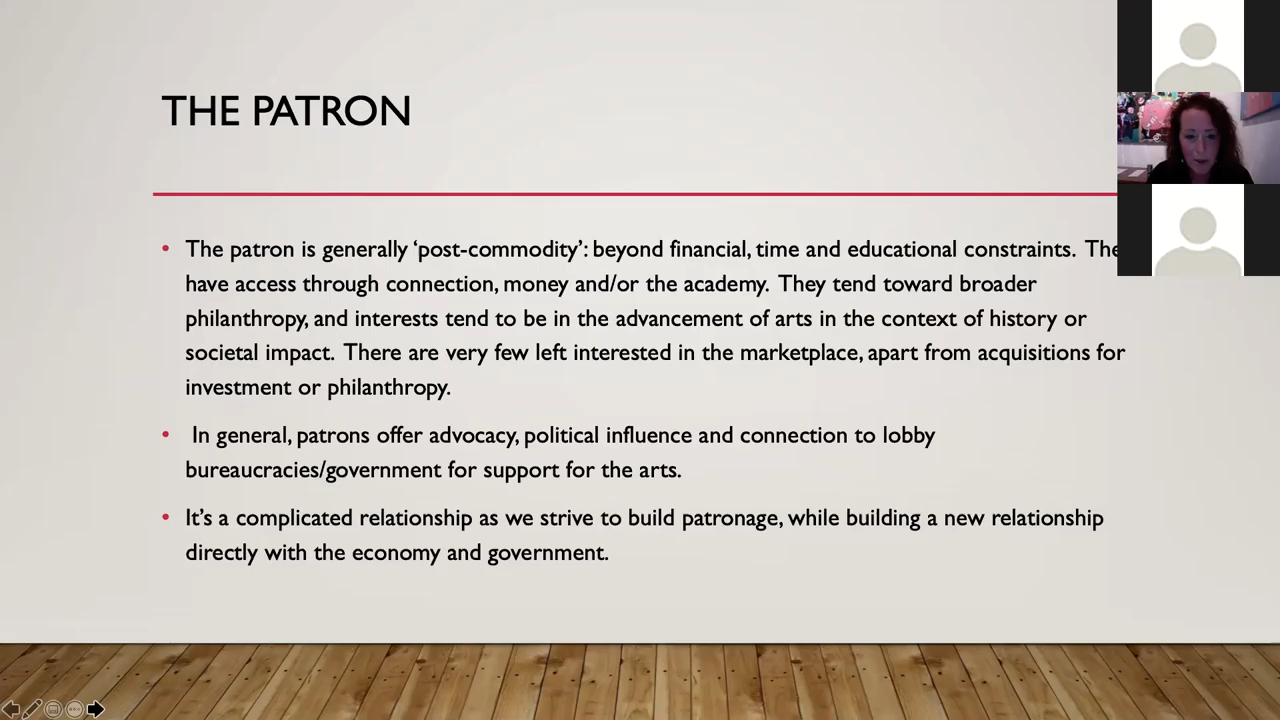 THE PATRON
• The patron is generally ‘post-commodity’: beyond financial, time and educational constraints. The
have access through connection, money and/or the academy. They tend toward broader
philanthropy, and interests tend to be in the advancement of arts in the context of history or
societal impact. There are very few left interested in the marketplace, apart from acquisitions for
investment or philanthropy.
• In general, patrons offer advocacy, political influence and connection to lobby
bureaucracies/government for support for the arts.
• It’s a complicated relationship as we strive to build patronage, while building a new relationship
directly with the economy and government.